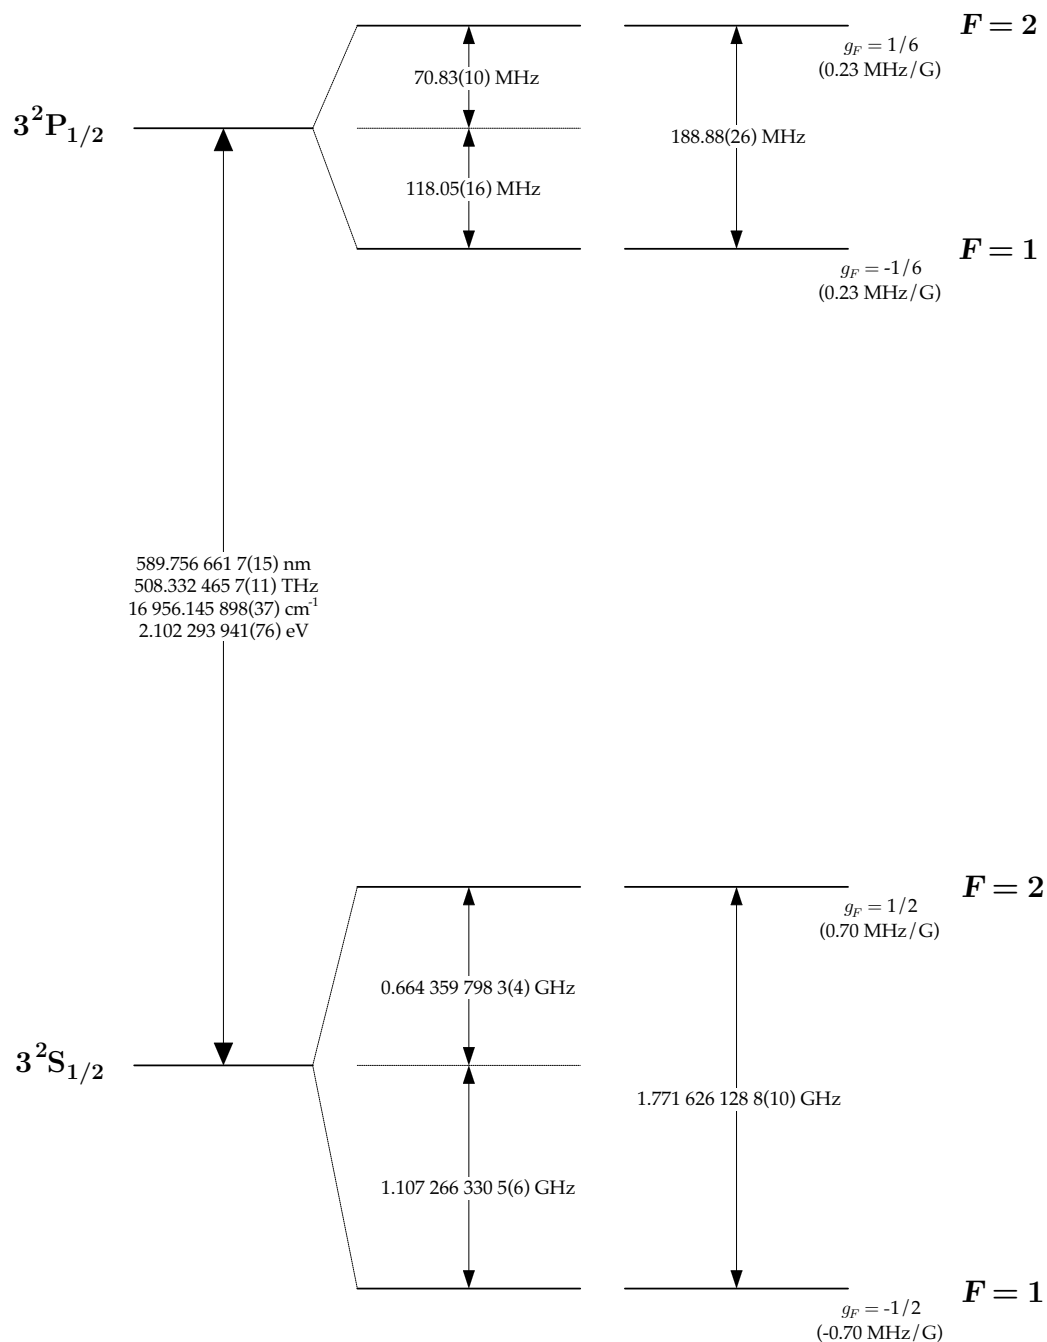 F = 2
g_F = 1/6
(0.23 MHz/G)
70.83(10) MHz
3²P₁/₂
188.88(26) MHz
118.05(16) MHz
F = 1
g_F = -1/6
(0.23 MHz/G)
589.756 661 7(15) nm
508.332 465 7(11) THz
16 956.145 898(37) cm⁻¹
2.102 293 941(76) eV
F = 2
g_F = 1/2
(0.70 MHz/G)
0.664 359 798 3(4) GHz
3²S₁/₂
1.771 626 128 8(10) GHz
1.107 266 330 5(6) GHz
F = 1
g_F = -1/2
(-0.70 MHz/G)